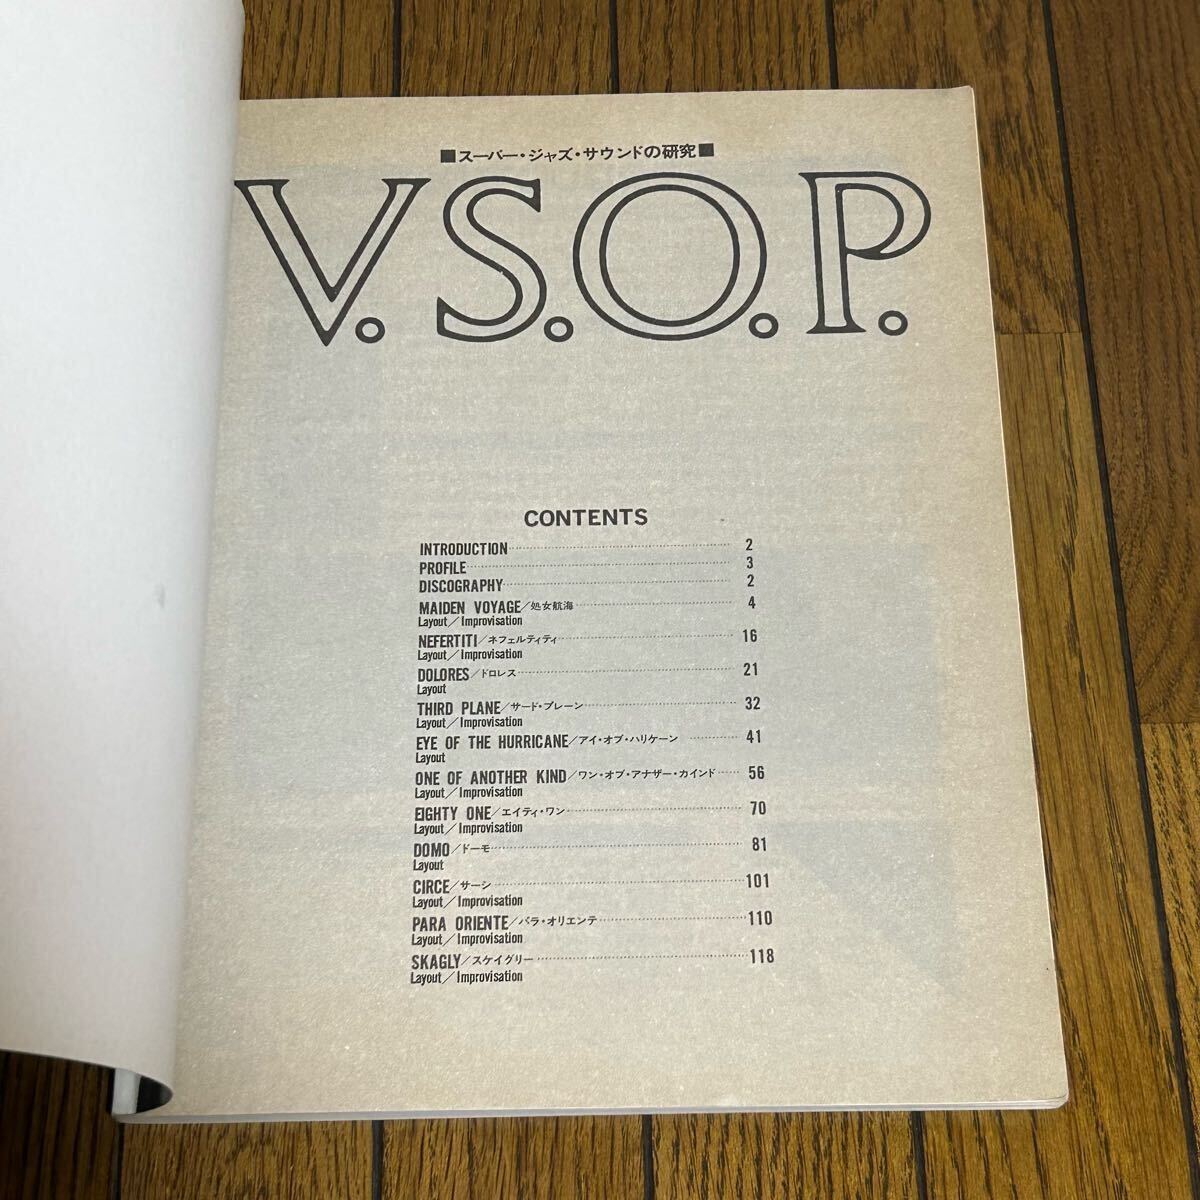 ■スーパー・ジャズ・サウンドの研究■
V.S.O.P.
CONTENTS
INTRODUCTION 2
PROFILE 3
DISCOGRAPHY 2
MAIDEN VOYAGE／処女航海 4
Layout／Improvisation
NEFERTITI／ネフェルティティ 16
Layout／Improvisation
DOLORES／ドロレス 21
Layout
THIRD PLANE／サード・プレーン 32
Layout／Improvisation
EYE OF THE HURRICANE／アイ・オブ・ハリケーン 41
Layout
ONE OF ANOTHER KIND／ワン・オブ・アナザー・カインド 56
Layout／Improvisation
EIGHTY ONE／エイティ・ワン 70
Layout／Improvisation
DOMO／ドーモ 81
Layout
CIRCE／サーシ 101
Layout／Improvisation
PARA ORIENTE／パラ・オリエンテ 110
Layout／Improvisation
SKAGLY／スケイグリー 118
Layout／Improvisation